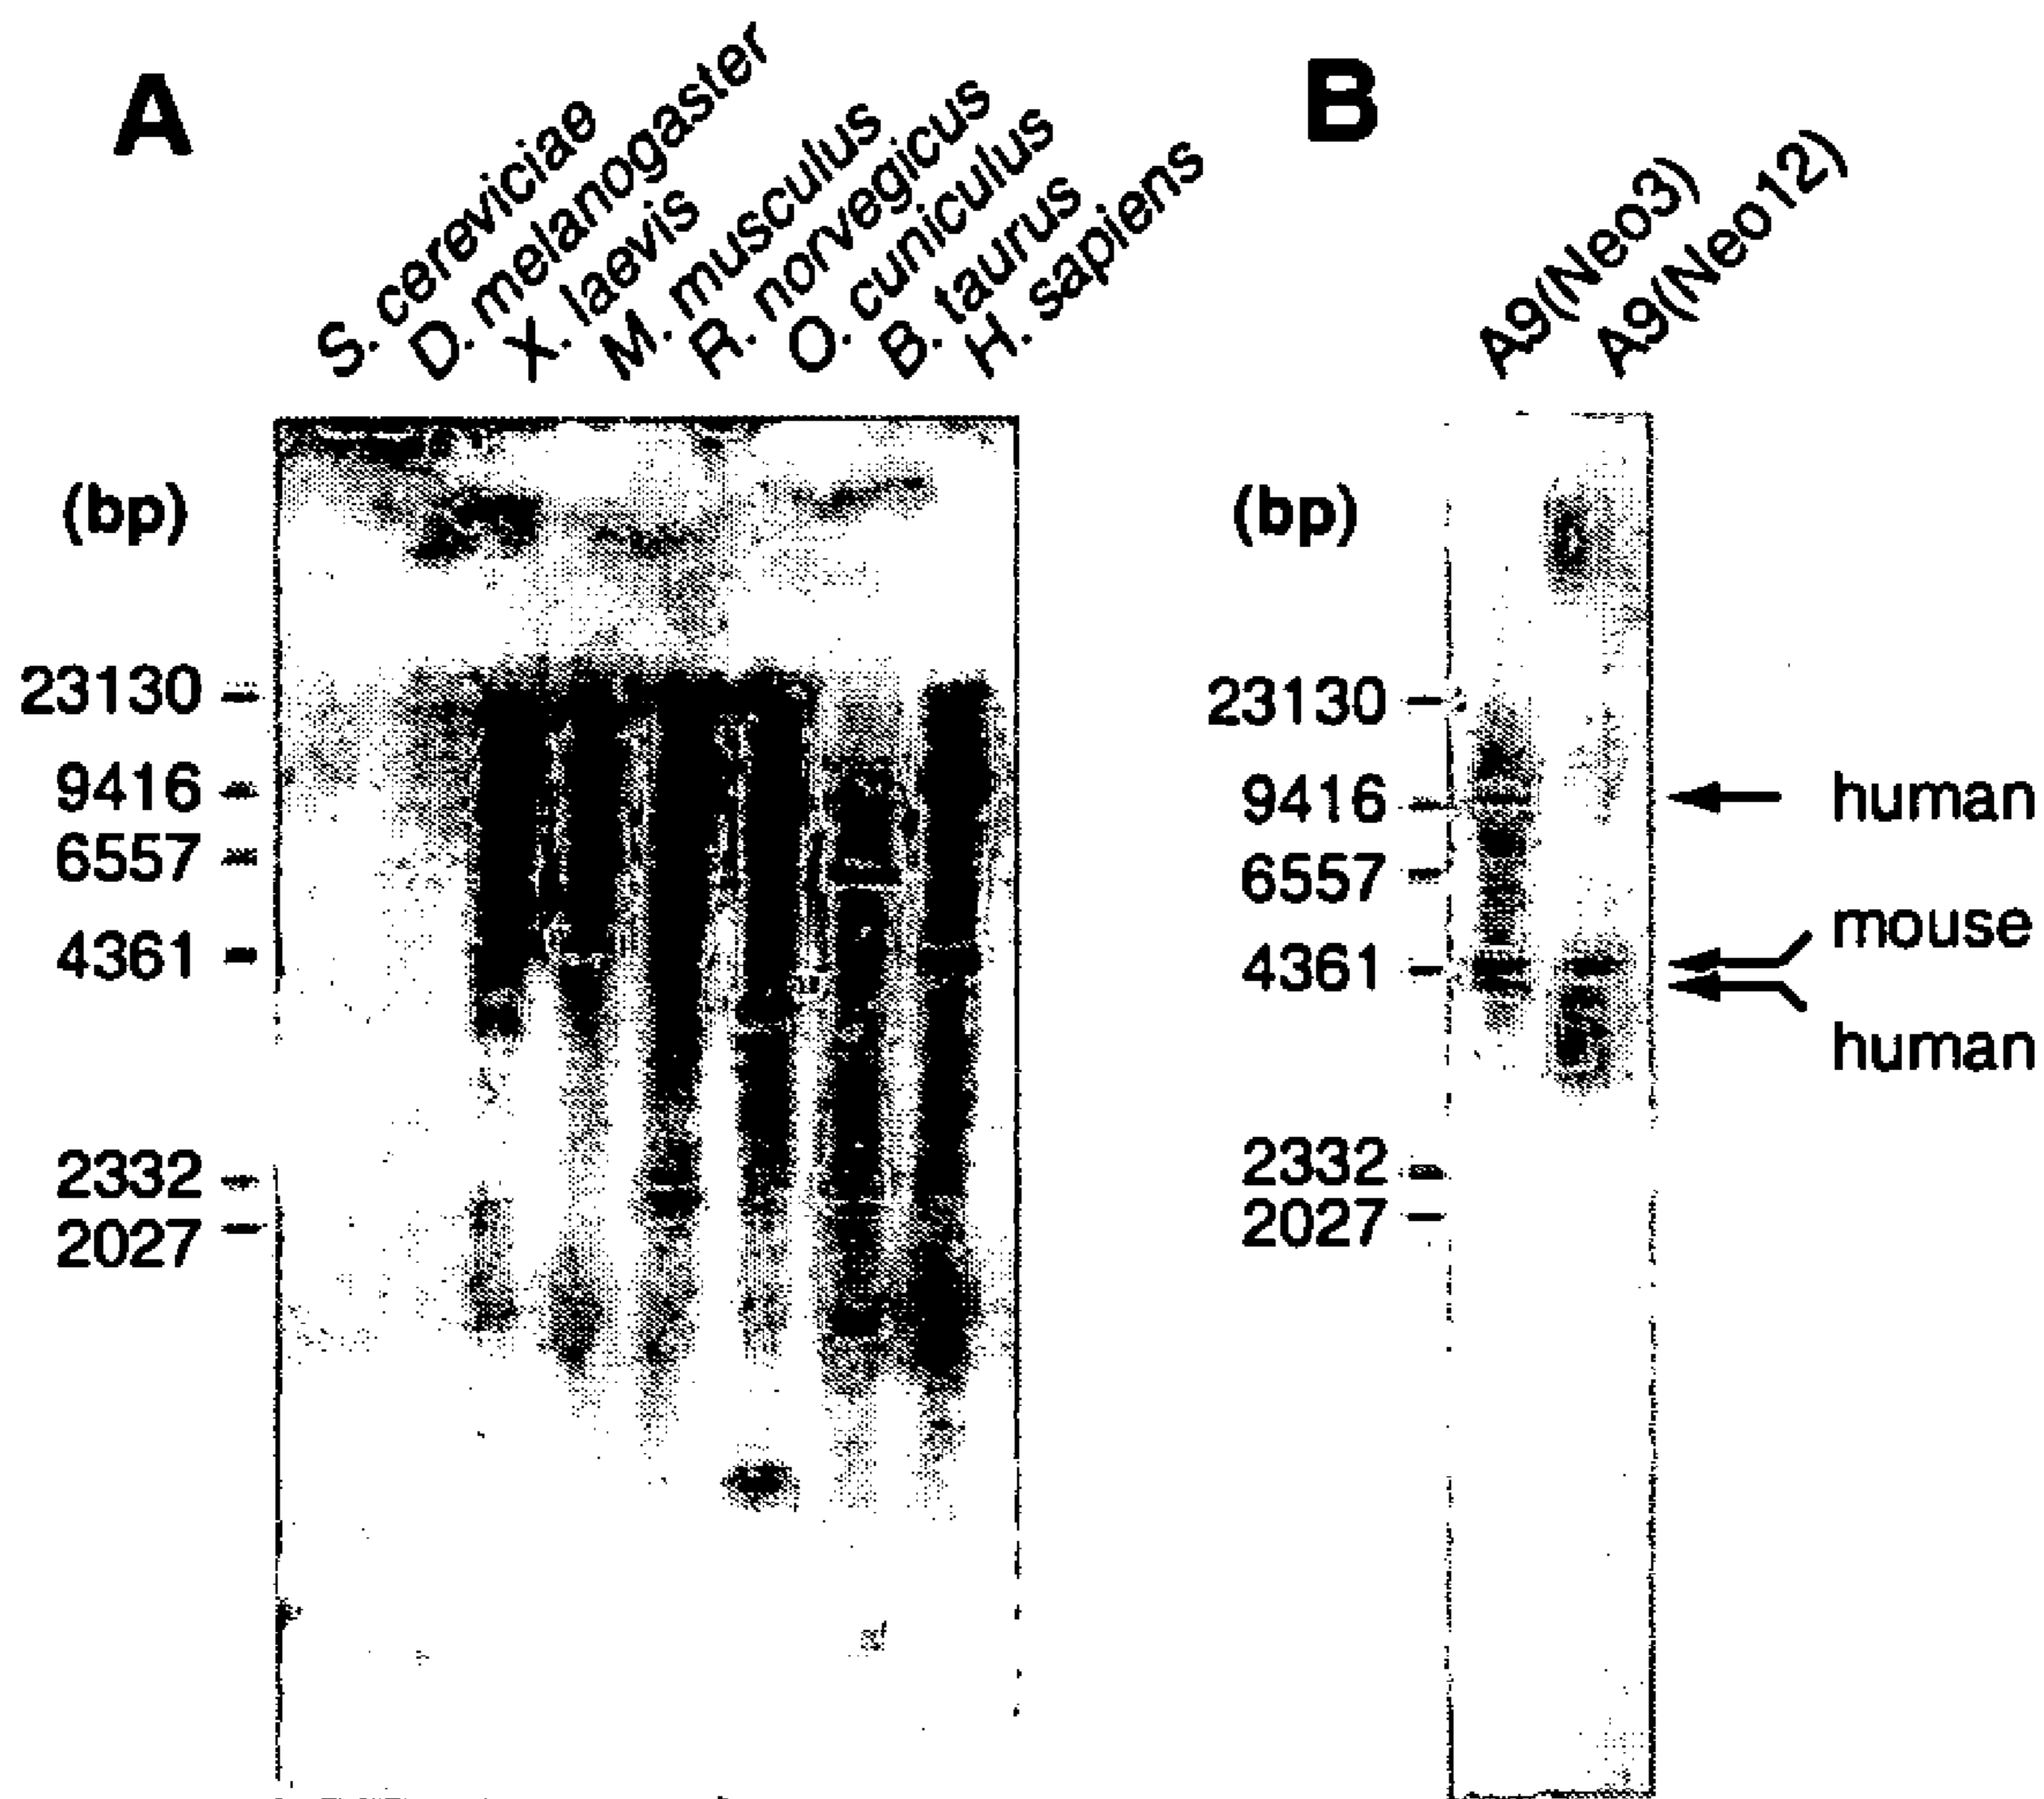 A
S. cereviciae
D. melanogaster
X. laevis
M. musculus
R. norvegicus
O. cuniculus
B. taurus
H. sapiens
(bp)
23130
9416
6557
4361
2332
2027
B
A9(Neo3)
A9(Neo12)
(bp)
23130
9416
6557
4361
2332
2027
human
mouse
human